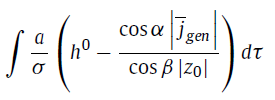 ∫ a/σ (h⁰ − cos α |j̅_gen| / cos β |z₀|) dτ